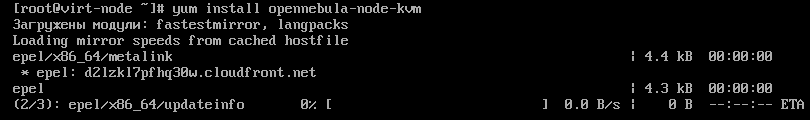 [root@virt-node ~]# yum install opennebula-node-kvm
Загружены модули: fastestmirror, langpacks
Loading mirror speeds from cached hostfile
epel/x86_64/metalink | 4.4 kB 00:00:00
* epel: d2lzkl7pfhq30w.cloudfront.net
epel | 4.3 kB 00:00:00
(2/3): epel/x86_64/updateinfo 0% [ ] 0.0 B/s | 0 B --:--:-- ETA